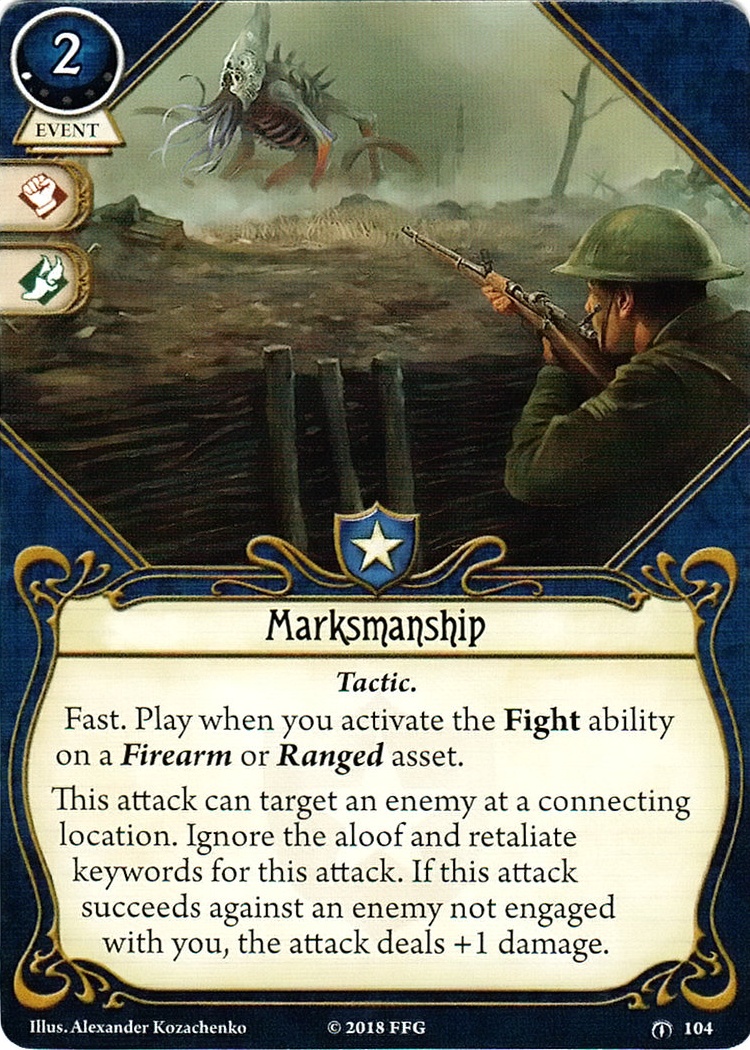 2
EVENT
Marksmanship
Tactic.
Fast. Play when you activate the Fight ability
on a Firearm or Ranged asset.
This attack can target an enemy at a connecting
location. Ignore the aloof and retaliate
keywords for this attack. If this attack
succeeds against an enemy not engaged
with you, the attack deals +1 damage.
Illus. Alexander Kozachenko © 2018 FFG 104